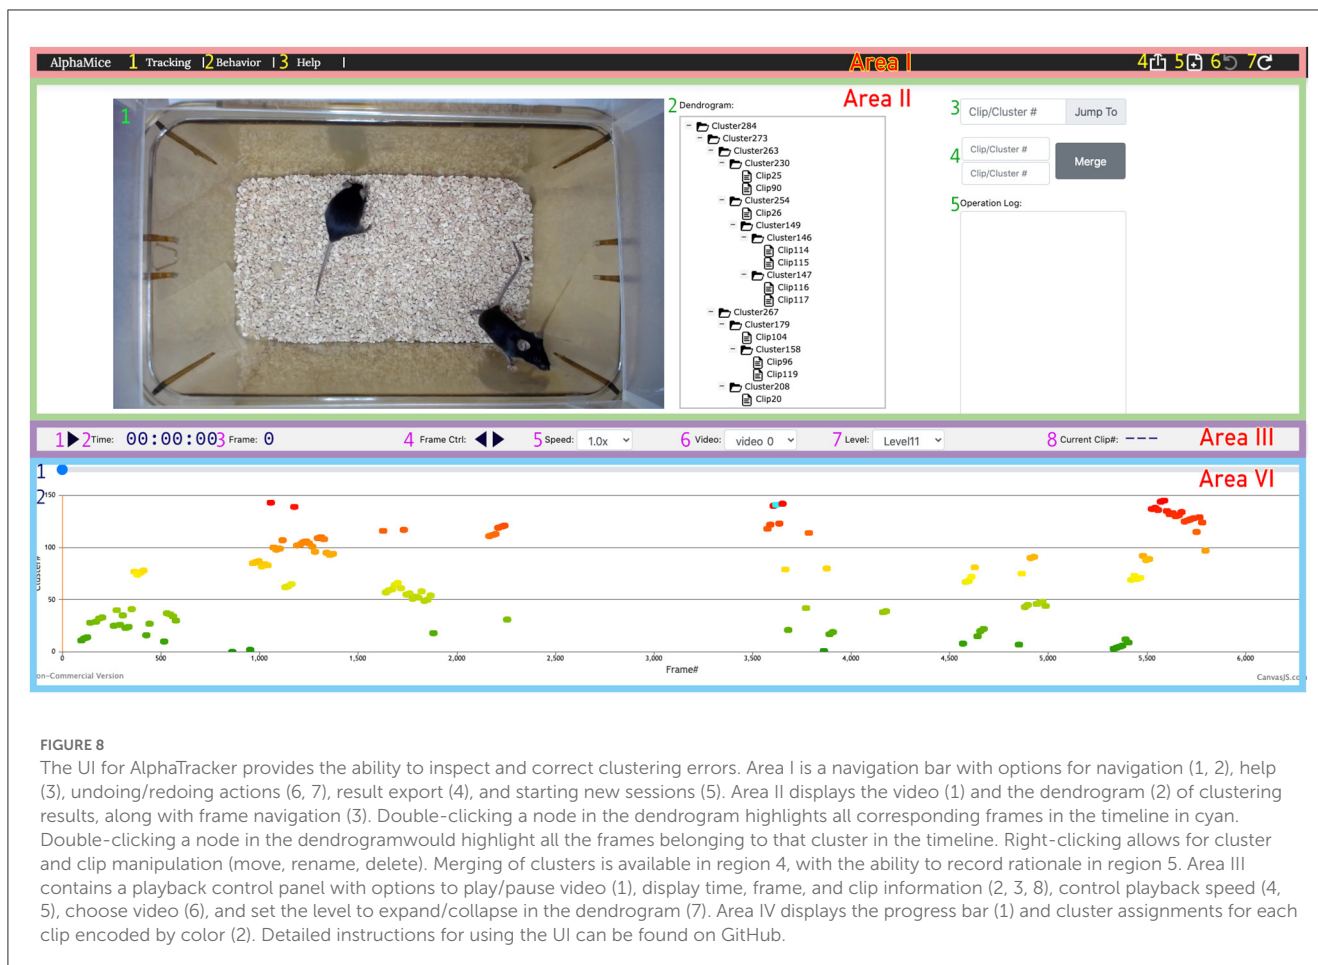 AlphaMice 1 Tracking | 2 Behavior | 3 Help | Area I 4 5 6 7
1
2 Dendrogram:
Area II
Cluster284
Cluster273
Cluster263
Cluster230
Clip25
Clip90
Cluster254
Clip26
Cluster149
Cluster146
Clip114
Clip115
Cluster147
Clip116
Clip117
Cluster267
Cluster179
Clip104
Cluster158
Clip96
Clip119
Cluster208
Clip20
3 Clip/Cluster # Jump To
4 Clip/Cluster #
Clip/Cluster #
Merge
5 Operation Log:
1 2 Time: 00:00:00 3 Frame: 0 4 Frame Ctrl: 5 Speed: 1.0x 6 Video: video 0 7 Level: Level11 8 Current Clip#: --- Area III
1
Area VI
2
150
100
Cluster#
50
0
0 500 1,000 1,500 2,000 2,500 3,000 3,500 4,000 4,500 5,000 5,500 6,000
Frame#
on-Commercial Version
CanvasJS.co
FIGURE 8
The UI for AlphaTracker provides the ability to inspect and correct clustering errors. Area I is a navigation bar with options for navigation (1, 2), help
(3), undoing/redoing actions (6, 7), result export (4), and starting new sessions (5). Area II displays the video (1) and the dendrogram (2) of clustering
results, along with frame navigation (3). Double-clicking a node in the dendrogram highlights all corresponding frames in the timeline in cyan.
Double-clicking a node in the dendrogramwould highlight all the frames belonging to that cluster in the timeline. Right-clicking allows for cluster
and clip manipulation (move, rename, delete). Merging of clusters is available in region 4, with the ability to record rationale in region 5. Area III
contains a playback control panel with options to play/pause video (1), display time, frame, and clip information (2, 3, 8), control playback speed (4,
5), choose video (6), and set the level to expand/collapse in the dendrogram (7). Area IV displays the progress bar (1) and cluster assignments for each
clip encoded by color (2). Detailed instructions for using the UI can be found on GitHub.